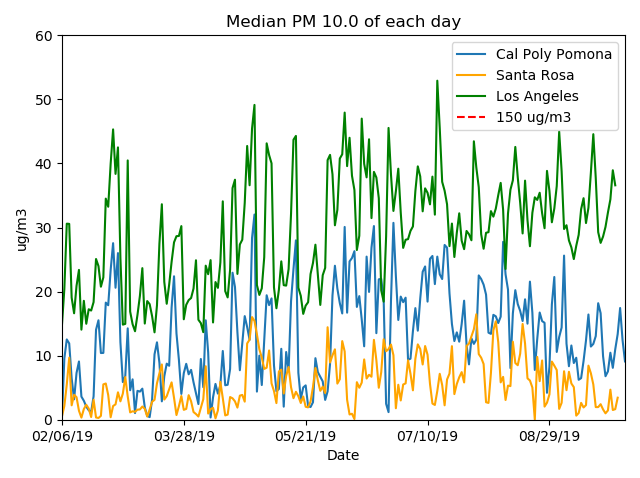 Median PM 10.0 of each day
60
50
40
30
20
10
0
ug/m3
Cal Poly Pomona
Santa Rosa
Los Angeles
150 ug/m3
02/06/19 03/28/19 05/21/19 07/10/19 08/29/19
Date